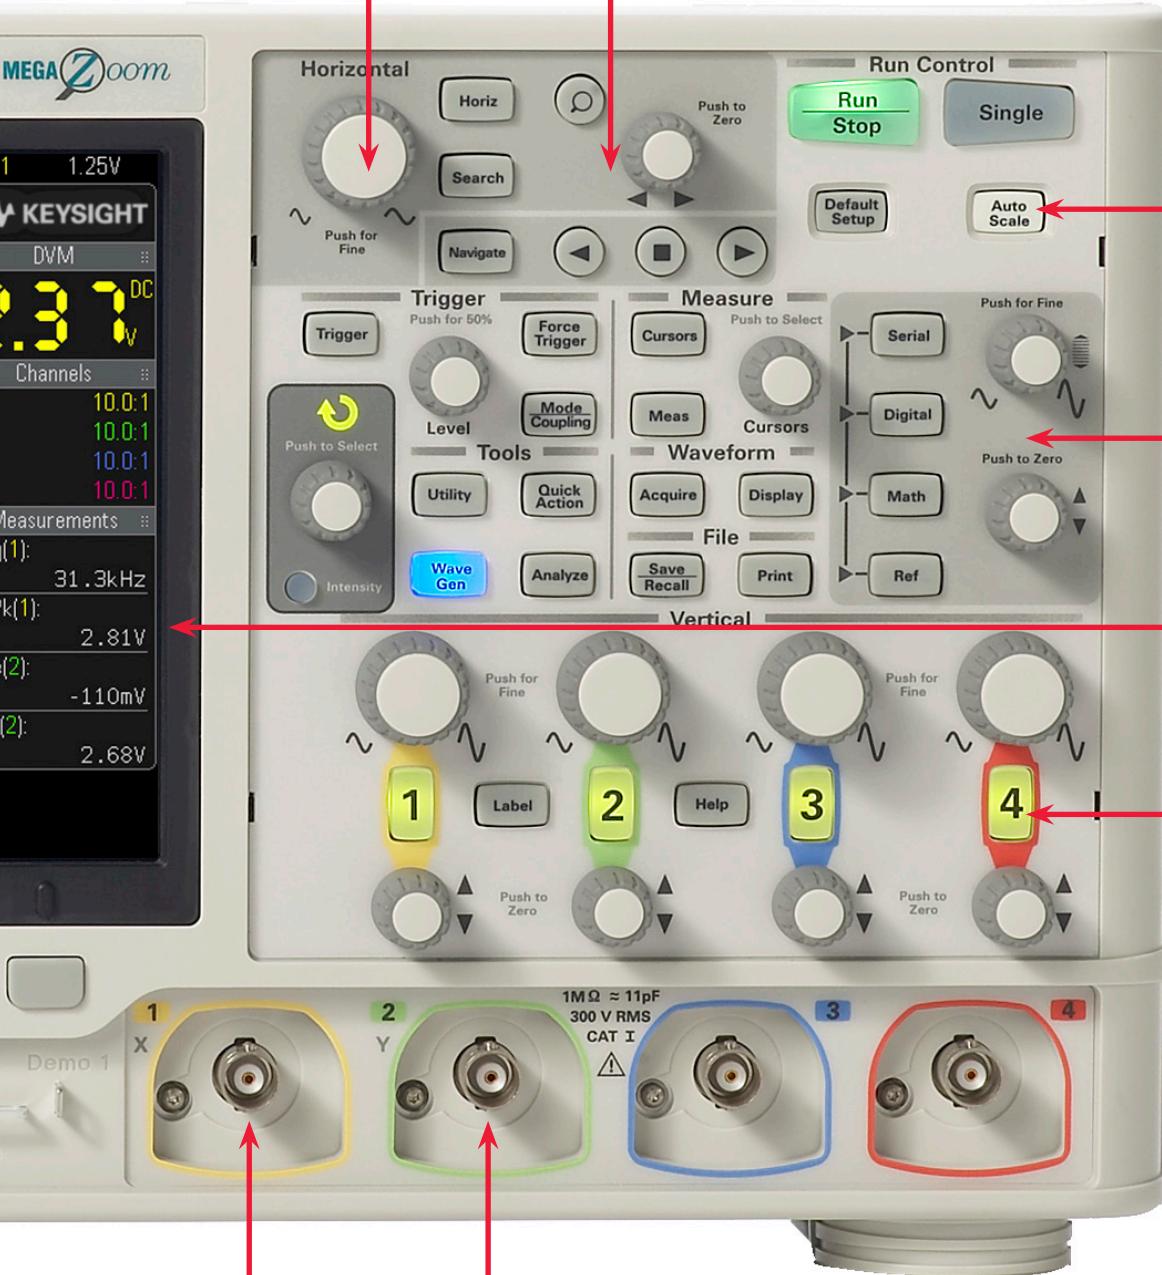 MEGA Zoom
1 1.25V
KEYSIGHT
DVM
2.37 DC V
Channels
10.0:1
10.0:1
10.0:1
10.0:1
Measurements
(1):
31.3kHz
k(1):
2.81V
(2):
-110mV
(2):
2.68V
Demo 1
Horizontal
Horiz
Push to
Zero
Search
Push for
Fine
Navigate
Run Control
Run
Stop
Single
Default
Setup
Auto
Scale
Trigger
Push for 50%
Trigger
Force
Trigger
Level
Mode
Coupling
Measure
Push to Select
Cursors
Meas
Cursors
Push to Select
Intensity
Tools
Utility
Quick
Action
Wave
Gen
Analyze
Waveform
Acquire
Display
File
Save
Recall
Print
Push for Fine
Serial
Digital
Push to Zero
Math
Ref
Vertical
Push for
Fine
Push for
Fine
1
Label
2
Help
3
4
Push to
Zero
Push to
Zero
1
X
2
Y
1MΩ ≈ 11pF
300 V RMS
CAT I
3
4